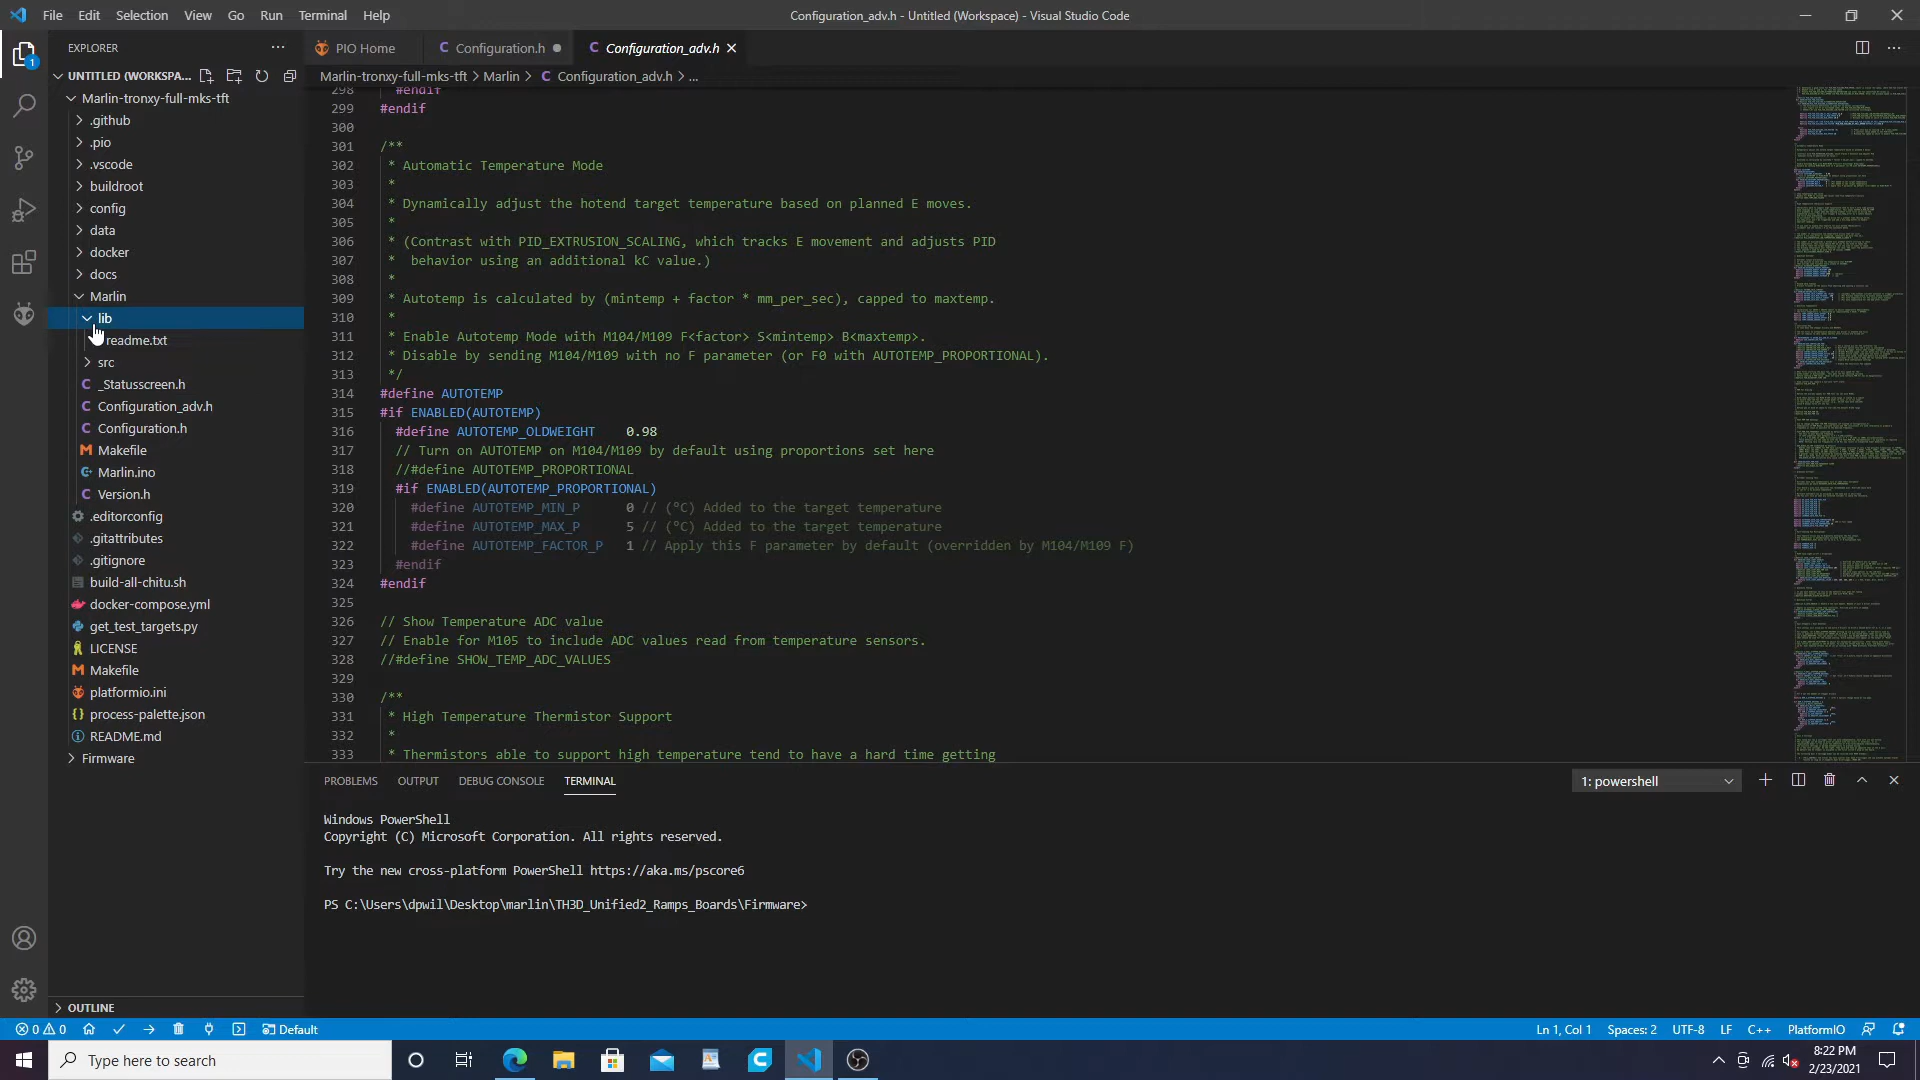 File Edit Selection View Go Run Terminal Help
Configuration_adv.h - Untitled (Workspace) - Visual Studio Code
EXPLORER
PIO Home
Configuration.h
Configuration_adv.h
UNTITLED (WORKSPA...
Marlin-tronxy-full-mks-tft > Marlin > C Configuration_adv.h > ...
Marlin-tronxy-full-mks-tft
.github
.pio
.vscode
buildroot
config
data
docker
docs
Marlin
lib
readme.txt
src
_Statusscreen.h
Configuration_adv.h
Configuration.h
Makefile
Marlin.ino
Version.h
.editorconfig
.gitattributes
.gitignore
build-all-chitu.sh
docker-compose.yml
get_test_targets.py
LICENSE
Makefile
platformio.ini
process-palette.json
README.md
Firmware
OUTLINE
298 #endif
299 #endif
300
301 /**
302 * Automatic Temperature Mode
303 *
304 * Dynamically adjust the hotend target temperature based on planned E moves.
305 *
306 * (Contrast with PID_EXTRUSION_SCALING, which tracks E movement and adjusts PID
307 * behavior using an additional kC value.)
308 *
309 * Autotemp is calculated by (mintemp + factor * mm_per_sec), capped to maxtemp.
310 *
311 * Enable Autotemp Mode with M104/M109 F<factor> S<mintemp> B<maxtemp>.
312 * Disable by sending M104/M109 with no F parameter (or F0 with AUTOTEMP_PROPORTIONAL).
313 */
314 #define AUTOTEMP
315 #if ENABLED(AUTOTEMP)
316 #define AUTOTEMP_OLDWEIGHT 0.98
317 // Turn on AUTOTEMP on M104/M109 by default using proportions set here
318 //#define AUTOTEMP_PROPORTIONAL
319 #if ENABLED(AUTOTEMP_PROPORTIONAL)
320 #define AUTOTEMP_MIN_P 0 // (°C) Added to the target temperature
321 #define AUTOTEMP_MAX_P 5 // (°C) Added to the target temperature
322 #define AUTOTEMP_FACTOR_P 1 // Apply this F parameter by default (overridden by M104/M109 F)
323 #endif
324 #endif
325
326 // Show Temperature ADC value
327 // Enable for M105 to include ADC values read from temperature sensors.
328 //#define SHOW_TEMP_ADC_VALUES
329
330 /**
331 * High Temperature Thermistor Support
332 *
333 * Thermistors able to support high temperature tend to have a hard time getting
PROBLEMS OUTPUT DEBUG CONSOLE TERMINAL
1: powershell
Windows PowerShell
Copyright (C) Microsoft Corporation. All rights reserved.
Try the new cross-platform PowerShell https://aka.ms/pscore6
PS C:\Users\dpwil\Desktop\marlin\TH3D_Unified2_Ramps_Boards\Firmware>
0 0 Default
Ln 1, Col 1 Spaces: 2 UTF-8 LF C++ PlatformIO
Type here to search
8:22 PM
2/23/2021